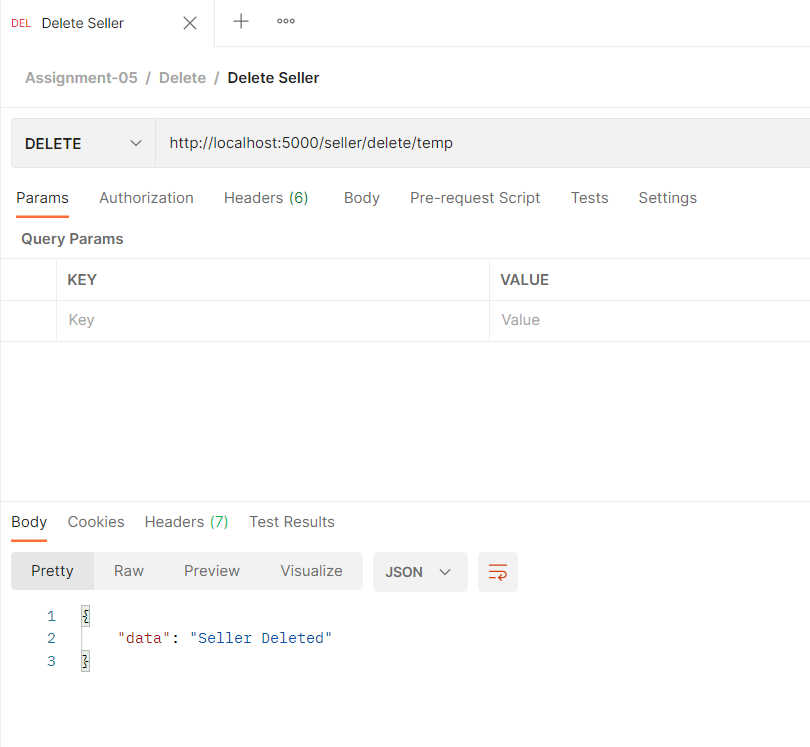 DEL Delete Seller
Assignment-05 / Delete / Delete Seller
DELETE http://localhost:5000/seller/delete/temp
Params Authorization Headers (6) Body Pre-request Script Tests Settings
Query Params
KEY VALUE
Key Value
Body Cookies Headers (7) Test Results
Pretty Raw Preview Visualize JSON
1 {
2 "data": "Seller Deleted"
3 }